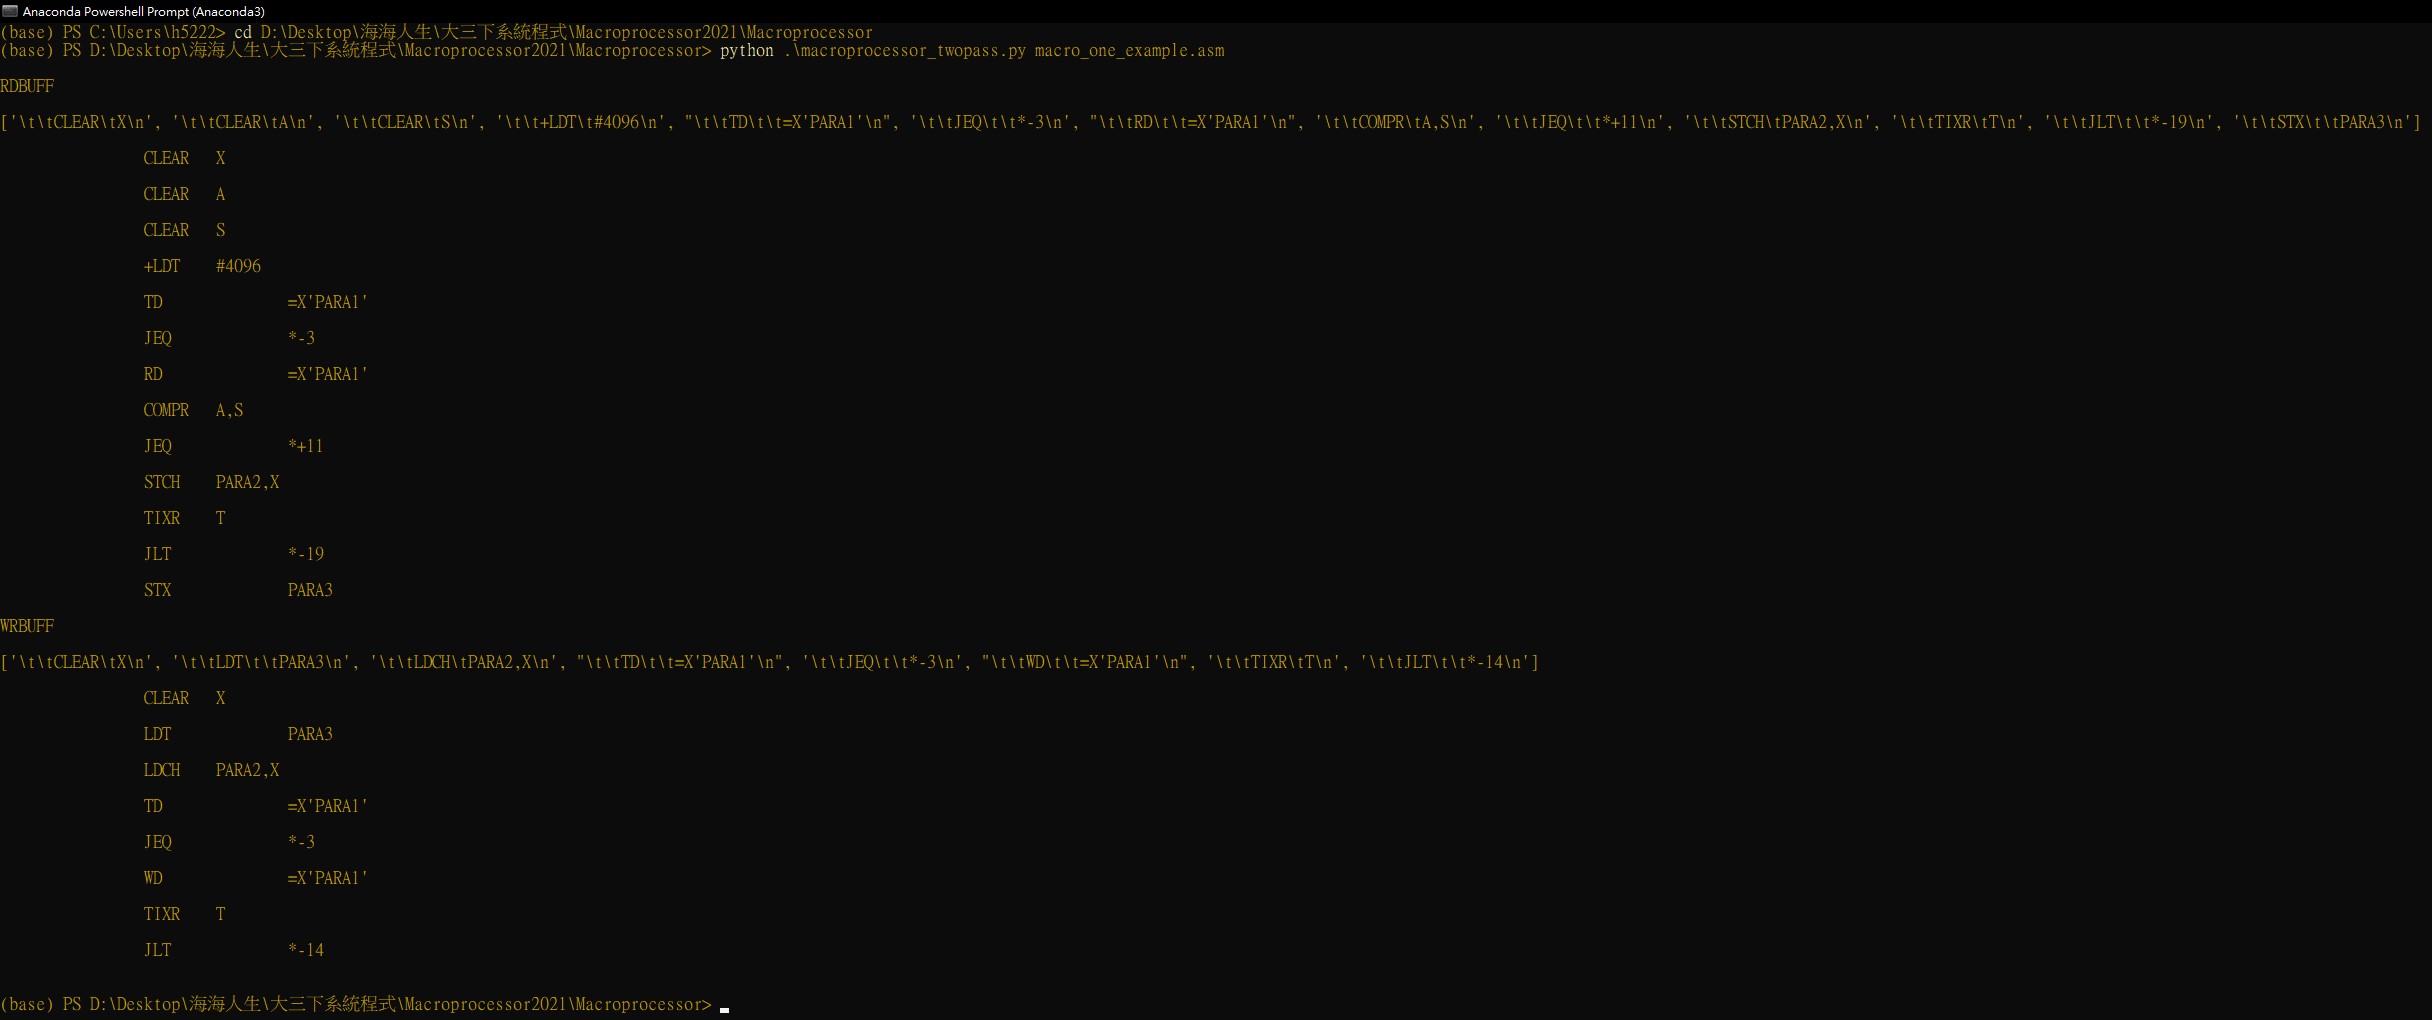 Anaconda Powershell Prompt (Anaconda3)
(base) PS C:\Users\h5222> cd D:\Desktop\海海人生\大三下系統程式\Macroprocessor2021\Macroprocessor
(base) PS D:\Desktop\海海人生\大三下系統程式\Macroprocessor2021\Macroprocessor> python .\macroprocessor_twopass.py macro_one_example.asm
RDBUFF
['\t\tCLEAR\tX\n', '\t\tCLEAR\tA\n', '\t\tCLEAR\tS\n', '\t\t+LDT\t#4096\n', "\t\tTD\t\t=X'PARA1'\n", '\t\tJEQ\t\t*-3\n', "\t\tRD\t\t=X'PARA1'\n", '\t\tCOMPR\tA,S\n', '\t\tJEQ\t\t*+11\n', '\t\tSTCH\tPARA2,X\n', '\t\tTIXR\tT\n', '\t\tJLT\t\t*-19\n', '\t\tSTX\t\tPARA3\n']
CLEAR X
CLEAR A
CLEAR S
+LDT #4096
TD =X'PARA1'
JEQ *-3
RD =X'PARA1'
COMPR A,S
JEQ *+11
STCH PARA2,X
TIXR T
JLT *-19
STX PARA3
WRBUFF
['\t\tCLEAR\tX\n', '\t\tLDT\t\tPARA3\n', '\t\tLDCH\tPARA2,X\n', "\t\tTD\t\t=X'PARA1'\n", '\t\tJEQ\t\t*-3\n', "\t\tWD\t\t=X'PARA1'\n", '\t\tTIXR\tT\n', '\t\tJLT\t\t*-14\n']
CLEAR X
LDT PARA3
LDCH PARA2,X
TD =X'PARA1'
JEQ *-3
WD =X'PARA1'
TIXR T
JLT *-14
(base) PS D:\Desktop\海海人生\大三下系統程式\Macroprocessor2021\Macroprocessor>